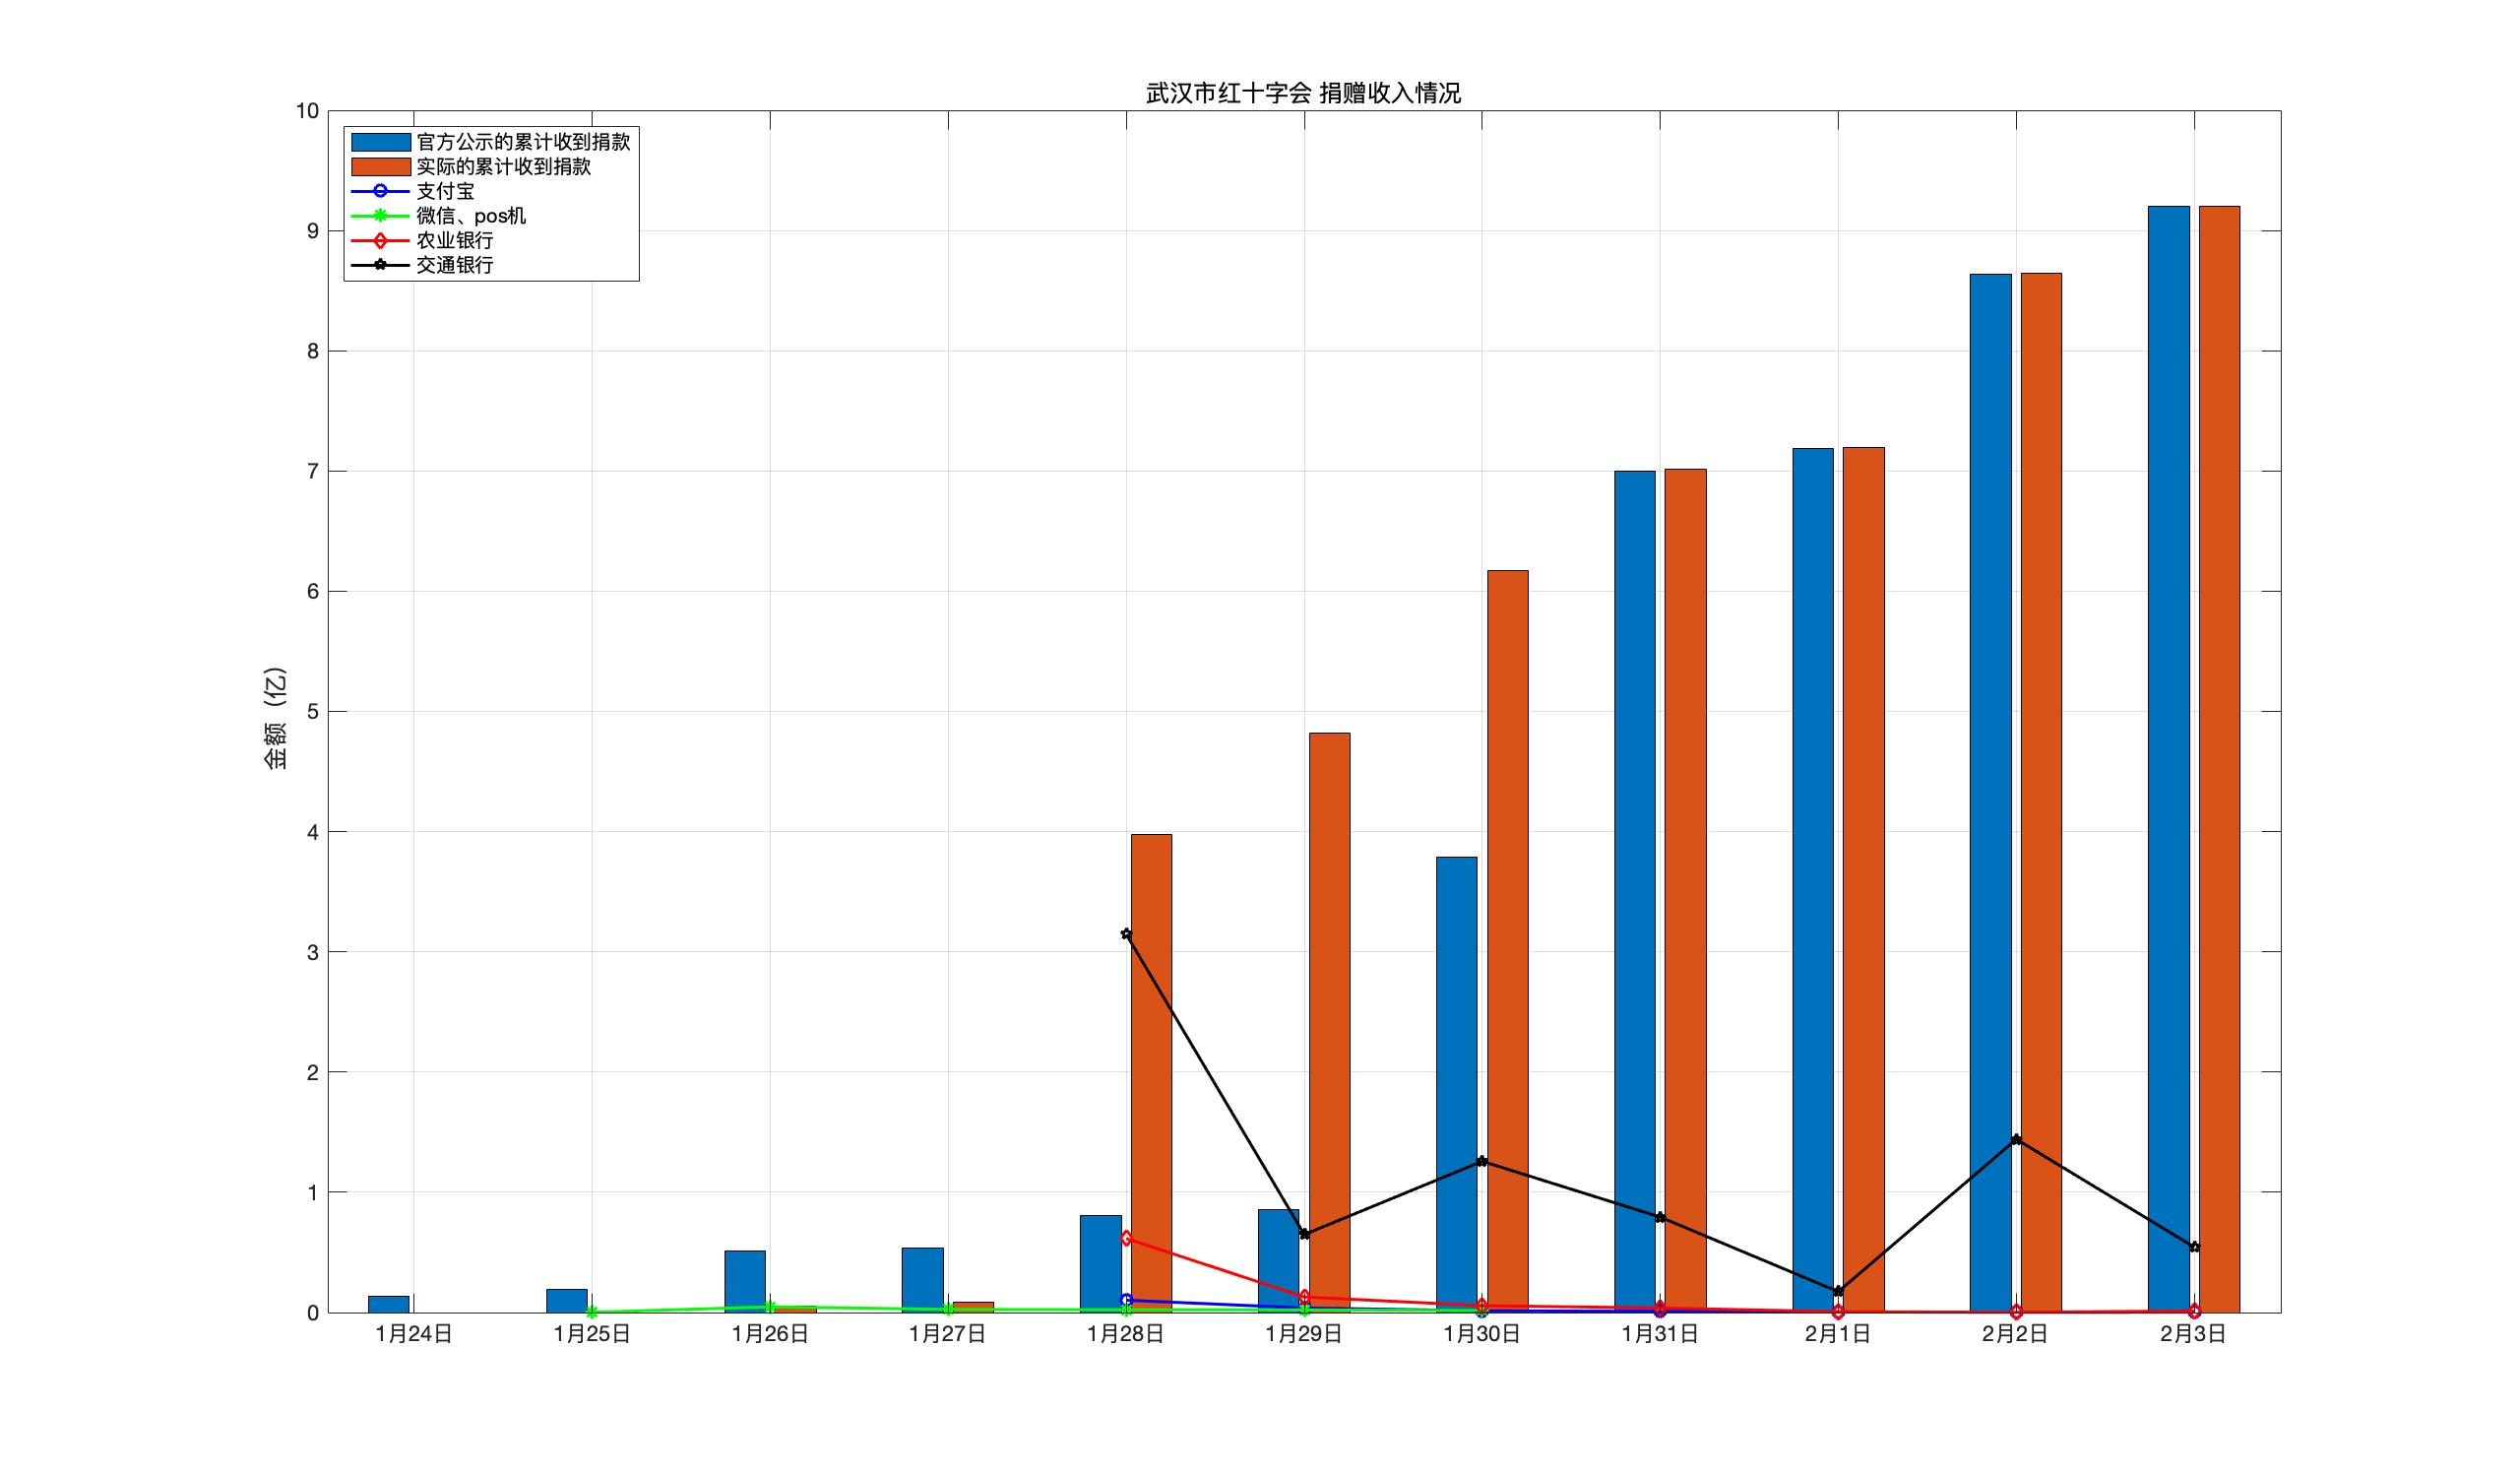 武汉市红十字会 捐赠收入情况
10
9
8
7
6
5
4
3
2
1
0
金额（亿）
官方公示的累计收到捐款
实际的累计收到捐款
支付宝
微信、pos机
农业银行
交通银行
1月24日
1月25日
1月26日
1月27日
1月28日
1月29日
1月30日
1月31日
2月1日
2月2日
2月3日